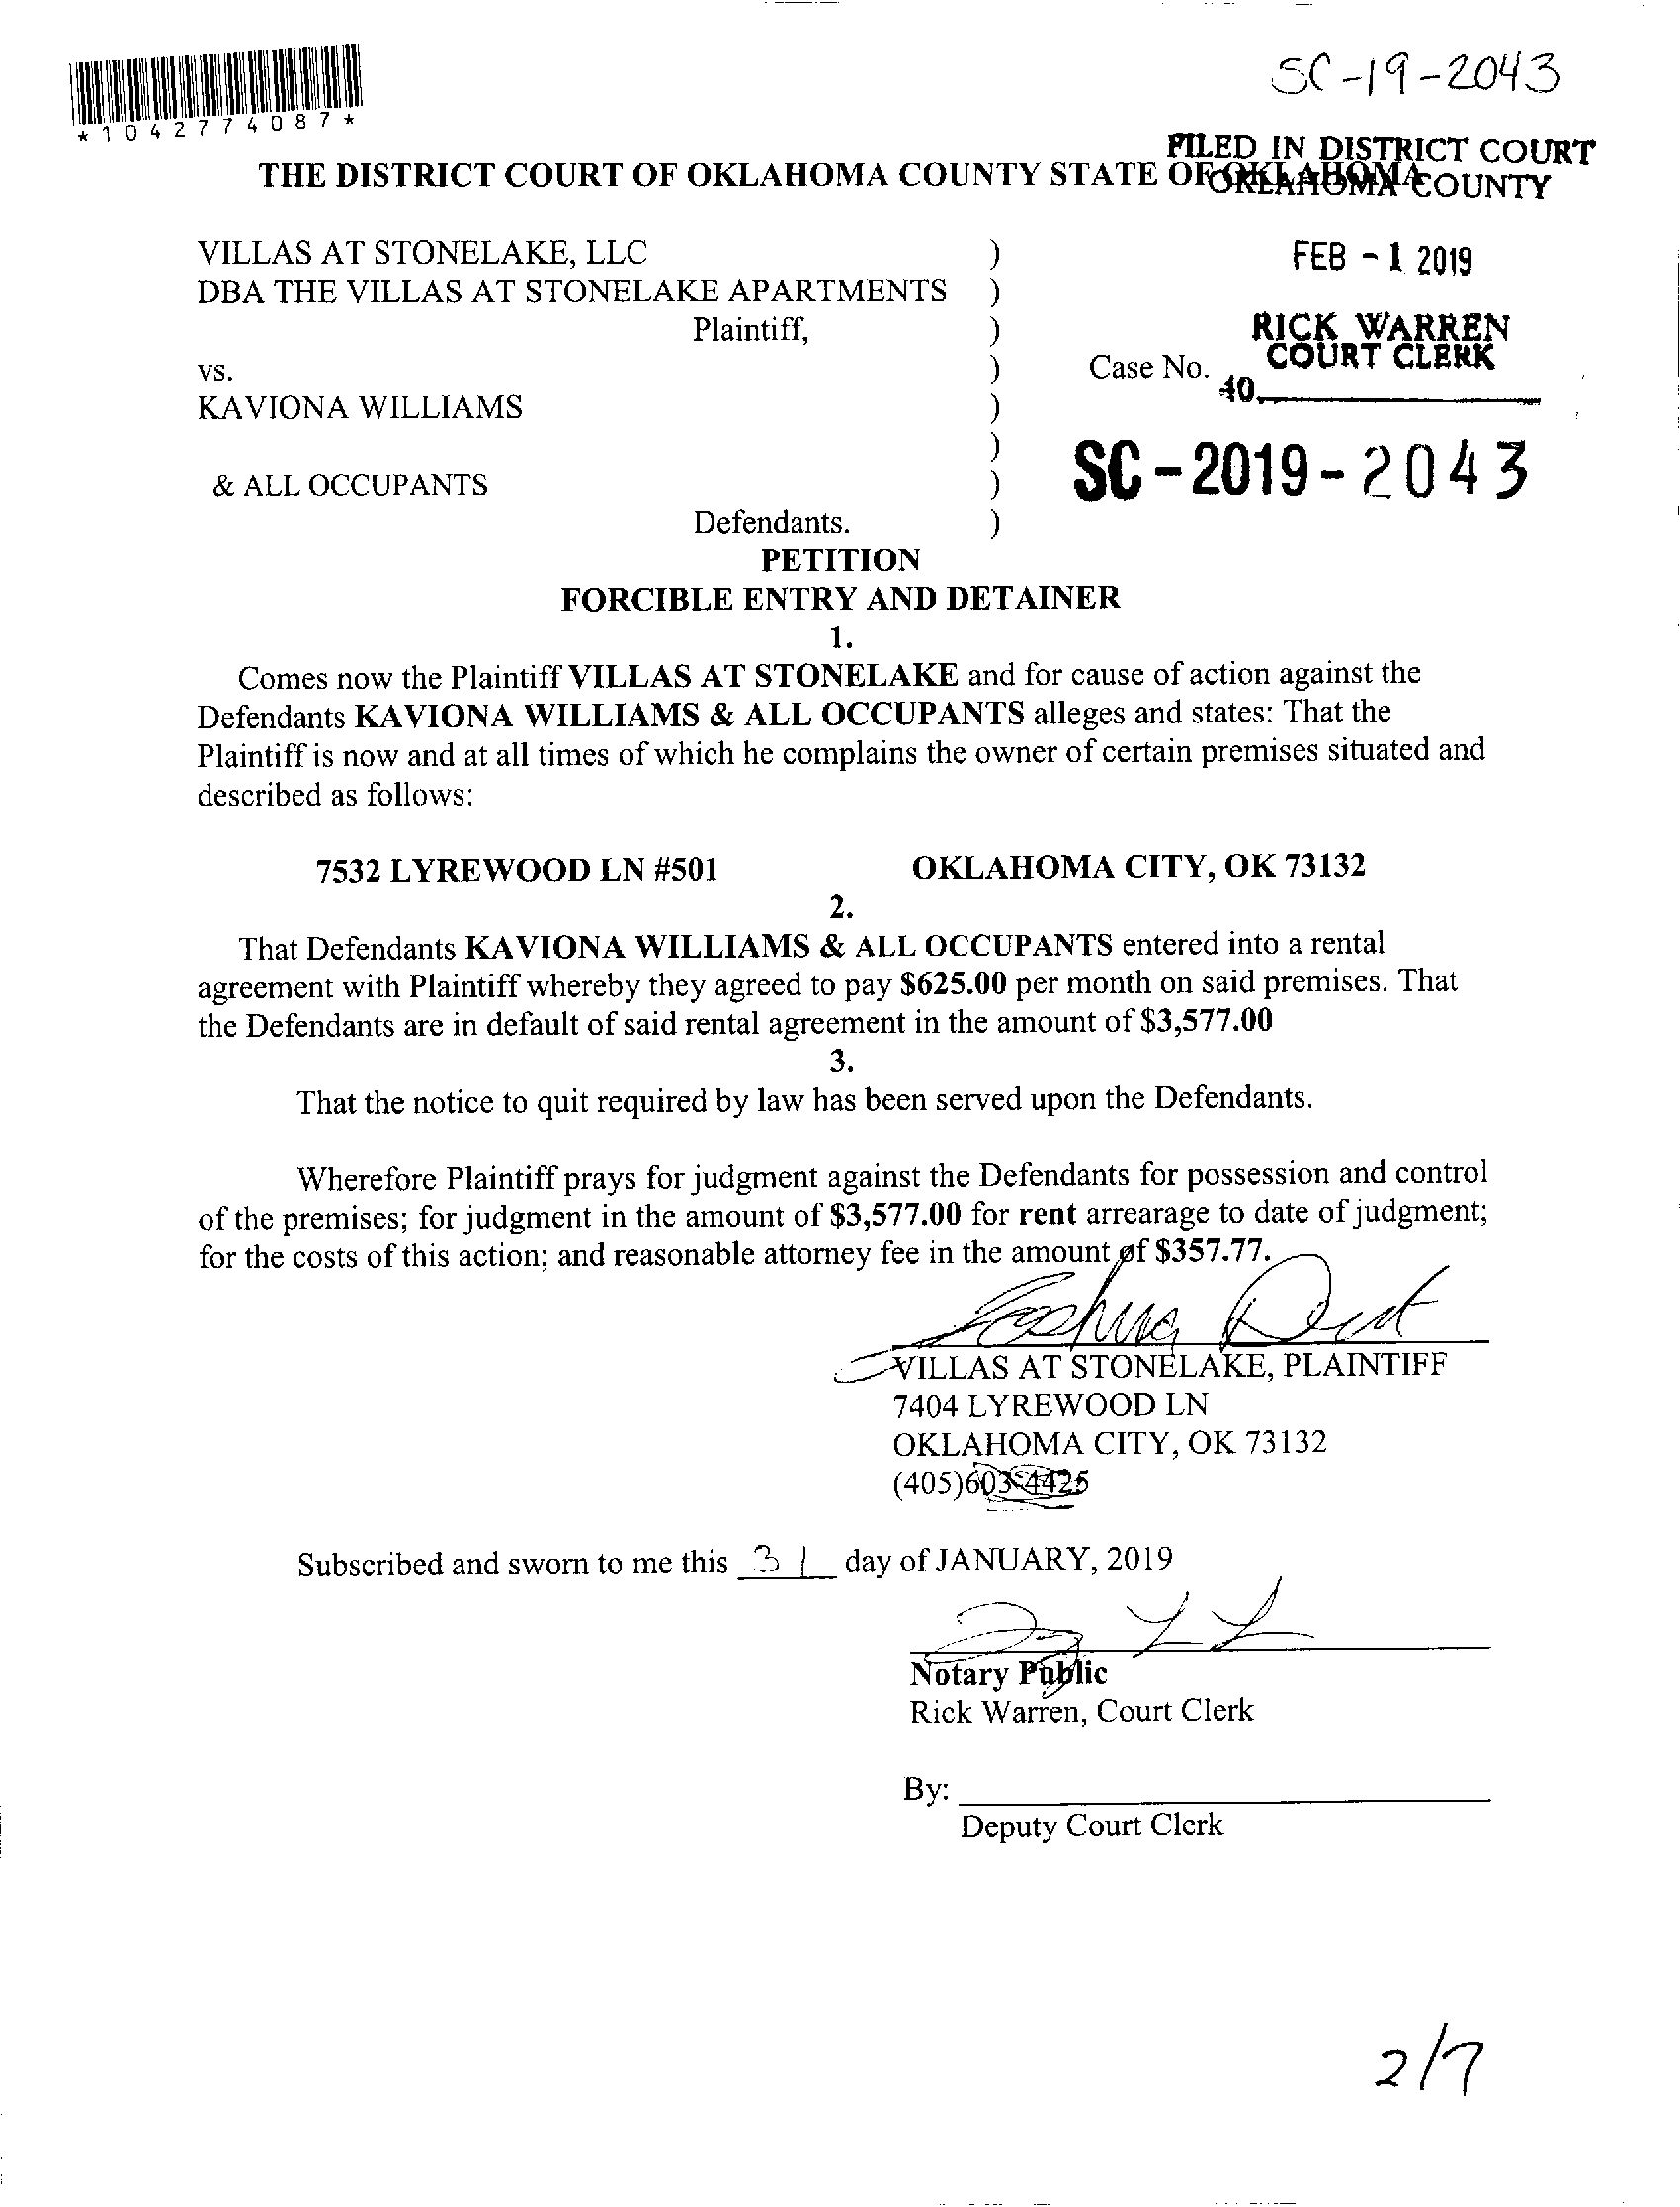 SC-19-2043
*1042774087*
FILED IN DISTRICT COURT
THE DISTRICT COURT OF OKLAHOMA COUNTY STATE OF OKLAHOMA
OKLAHOMA COUNTY
VILLAS AT STONELAKE, LLC )
FEB - 1 2019
DBA THE VILLAS AT STONELAKE APARTMENTS )
Plaintiff, )
RICK WARREN
COURT CLERK
vs. ) Case No.
40
KAVIONA WILLIAMS )
)
SC-2019-2043
& ALL OCCUPANTS )
Defendants. )
PETITION
FORCIBLE ENTRY AND DETAINER
1.
Comes now the Plaintiff VILLAS AT STONELAKE and for cause of action against the
Defendants KAVIONA WILLIAMS & ALL OCCUPANTS alleges and states: That the
Plaintiff is now and at all times of which he complains the owner of certain premises situated and
described as follows:
7532 LYREWOOD LN #501 OKLAHOMA CITY, OK 73132
2.
That Defendants KAVIONA WILLIAMS & ALL OCCUPANTS entered into a rental
agreement with Plaintiff whereby they agreed to pay $625.00 per month on said premises. That
the Defendants are in default of said rental agreement in the amount of $3,577.00
3.
That the notice to quit required by law has been served upon the Defendants.
Wherefore Plaintiff prays for judgment against the Defendants for possession and control
of the premises; for judgment in the amount of $3,577.00 for rent arrearage to date of judgment;
for the costs of this action; and reasonable attorney fee in the amount of $357.77.
Joshua
VILLAS AT STONELAKE, PLAINTIFF
7404 LYREWOOD LN
OKLAHOMA CITY, OK 73132
(405)603-4425
Subscribed and sworn to me this 31 day of JANUARY, 2019
Notary Public
Rick Warren, Court Clerk
By:
Deputy Court Clerk
2/7